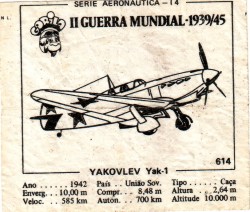 SERIE AERONAUTICA - 14
II GUERRA MUNDIAL - 1939/45
614
YAKOVLEV Yak-1
Ano ...... 1942 País .. União Sov. Tipo ...... Caça
Enverg. 10,00 m Compr. .. 8,48 m Altura ... 2,64 m
Veloc. .. 585 km Auton. .. 700 km Altitude 10.000 m